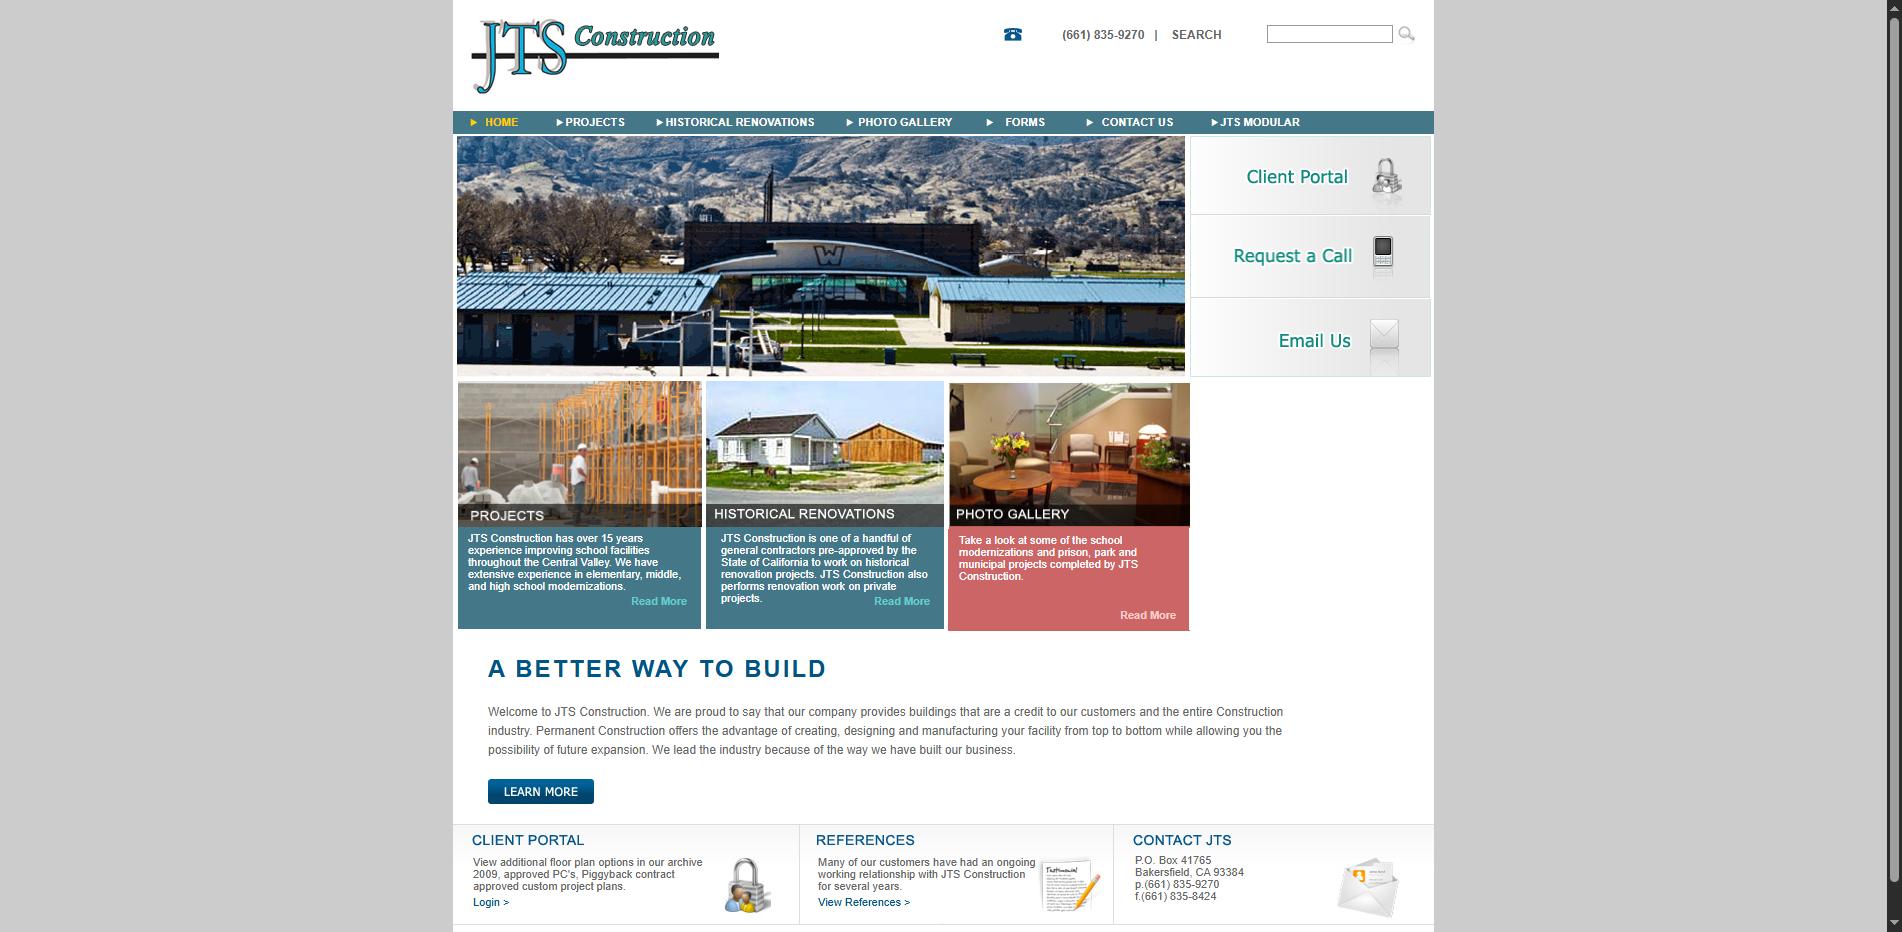 JTS Construction
(661) 835-9270 | SEARCH
HOME PROJECTS HISTORICAL RENOVATIONS PHOTO GALLERY FORMS CONTACT US JTS MODULAR
W
Client Portal
Request a Call
Email Us
PROJECTS
JTS Construction has over 15 years
experience improving school facilities
throughout the Central Valley. We have
extensive experience in elementary, middle,
and high school modernizations.
Read More
HISTORICAL RENOVATIONS
JTS Construction is one of a handful of
general contractors pre-approved by the
State of California to work on historical
renovation projects. JTS Construction also
performs renovation work on private
projects.
Read More
PHOTO GALLERY
Take a look at some of the school
modernizations and prison, park and
municipal projects completed by JTS
Construction.
Read More
A BETTER WAY TO BUILD
Welcome to JTS Construction. We are proud to say that our company provides buildings that are a credit to our customers and the entire Construction
industry. Permanent Construction offers the advantage of creating, designing and manufacturing your facility from top to bottom while allowing you the
possibility of future expansion. We lead the industry because of the way we have built our business.
LEARN MORE
CLIENT PORTAL
View additional floor plan options in our archive
2009, approved PC's, Piggyback contract
approved custom project plans.
Login >
REFERENCES
Many of our customers have had an ongoing
working relationship with JTS Construction
for several years.
View References >
Testimonial
CONTACT JTS
P.O. Box 41765
Bakersfield, CA 93384
p.(661) 835-9270
f.(661) 835-8424